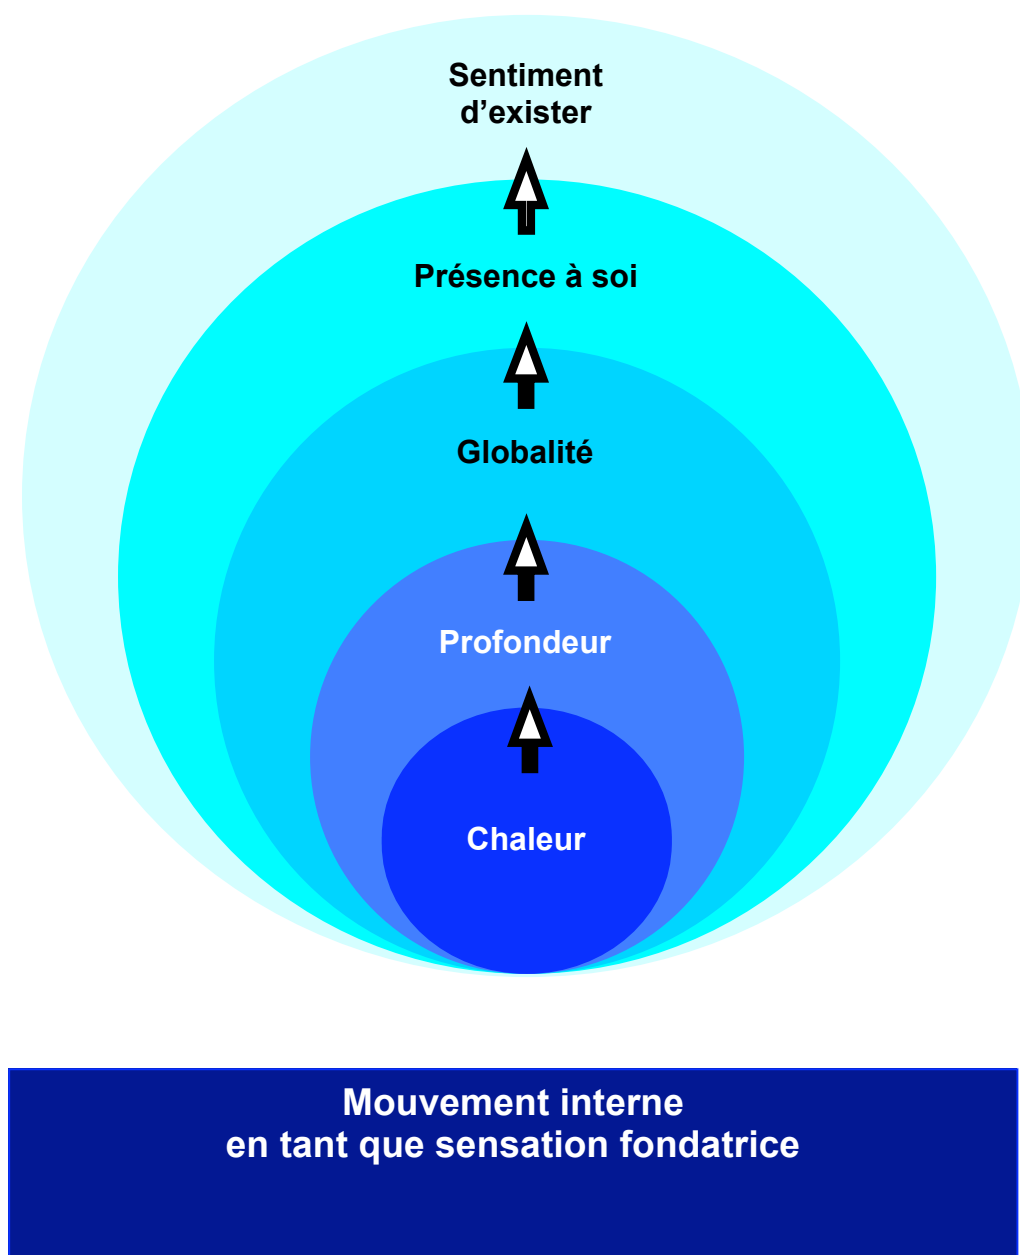 Sentiment
d’exister
Présence à soi
Globalité
Profondeur
Chaleur
Mouvement interne
en tant que sensation fondatrice